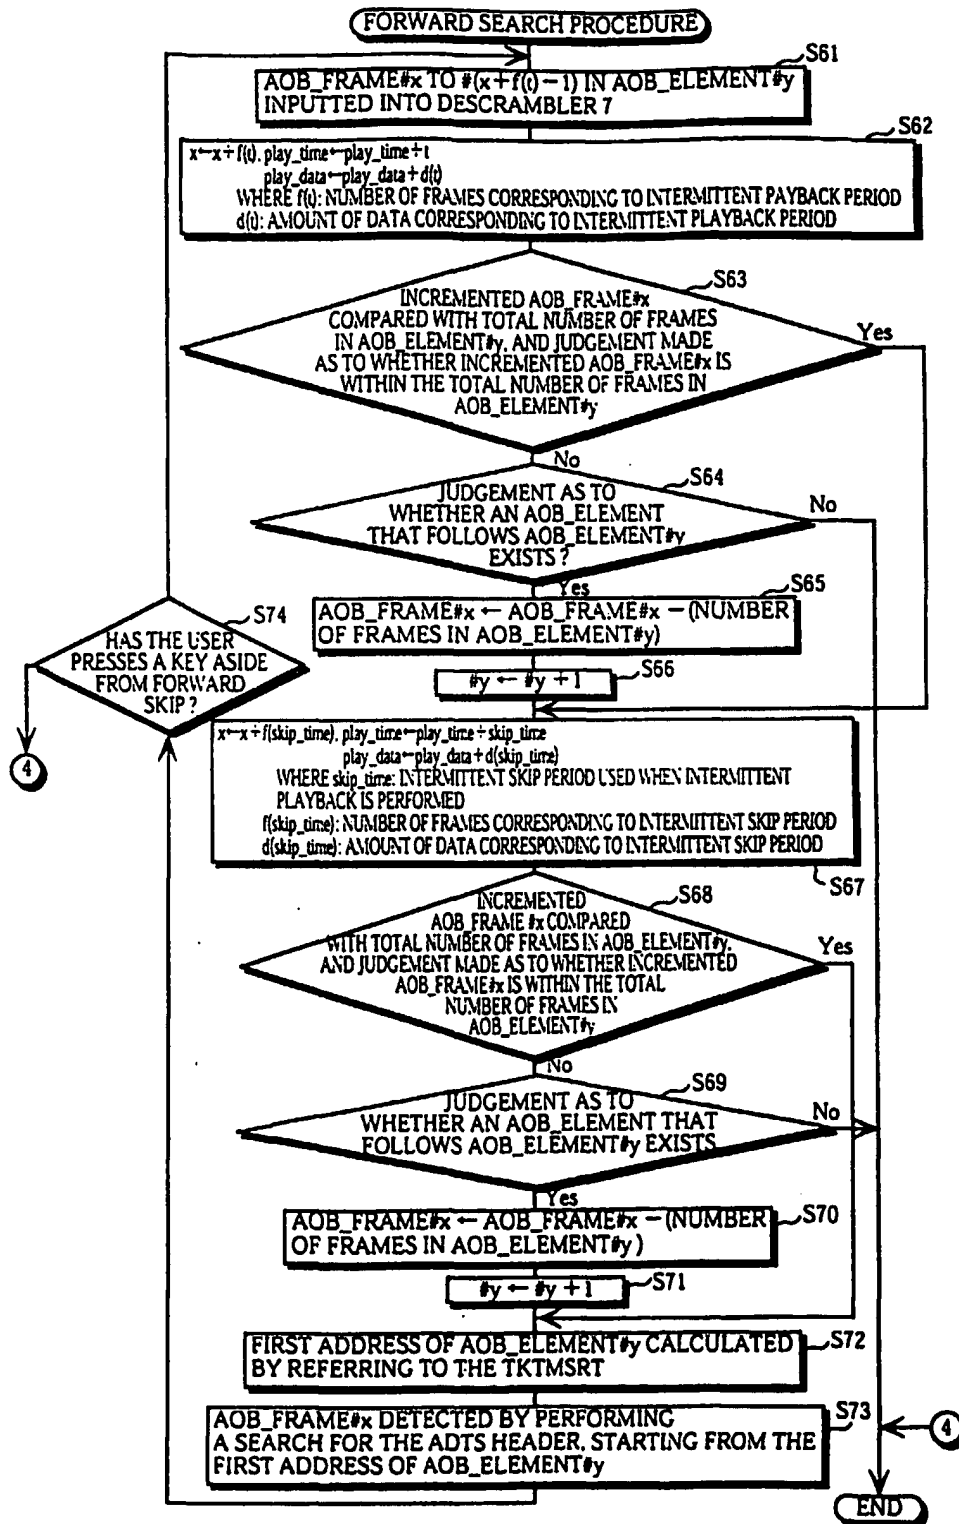 FORWARD SEARCH PROCEDURE
S61
AOB_FRAME#x TO #(x+f(t)−1) IN AOB_ELEMENT#y
INPUTTED INTO DESCRAMBLER 7
S62
x←x+f(t), play_time←play_time+t
play_data←play_data+d(t)
WHERE f(t): NUMBER OF FRAMES CORRESPONDING TO INTERMITTENT PAYBACK PERIOD
d(t): AMOUNT OF DATA CORRESPONDING TO INTERMITTENT PLAYBACK PERIOD
S63
INCREMENTED AOB_FRAME#x
COMPARED WITH TOTAL NUMBER OF FRAMES
IN AOB_ELEMENT#y, AND JUDGEMENT MADE
AS TO WHETHER INCREMENTED AOB_FRAME#x IS
WITHIN THE TOTAL NUMBER OF FRAMES IN
AOB_ELEMENT#y
Yes
No
S64
JUDGEMENT AS TO
WHETHER AN AOB_ELEMENT
THAT FOLLOWS AOB_ELEMENT#y
EXISTS ?
No
Yes
S65
AOB_FRAME#x ← AOB_FRAME#x − (NUMBER
OF FRAMES IN AOB_ELEMENT#y)
S66
#y ← #y + 1
S74
HAS THE USER
PRESSES A KEY ASIDE
FROM FORWARD
SKIP ?
4
x←x+f(skip_time), play_time←play_time+skip_time
play_data←play_data+d(skip_time)
WHERE skip_time: INTERMITTENT SKIP PERIOD USED WHEN INTERMITTENT
PLAYBACK IS PERFORMED
f(skip_time): NUMBER OF FRAMES CORRESPONDING TO INTERMITTENT SKIP PERIOD
d(skip_time): AMOUNT OF DATA CORRESPONDING TO INTERMITTENT SKIP PERIOD
S67
S68
INCREMENTED
AOB_FRAME #x COMPARED
WITH TOTAL NUMBER OF FRAMES IN AOB_ELEMENT#y,
AND JUDGEMENT MADE AS TO WHETHER INCREMENTED
AOB_FRAME#x IS WITHIN THE TOTAL
NUMBER OF FRAMES IN
AOB_ELEMENT#y
Yes
No
S69
JUDGEMENT AS TO
WHETHER AN AOB_ELEMENT THAT
FOLLOWS AOB_ELEMENT#y EXISTS
No
Yes
S70
AOB_FRAME#x ← AOB_FRAME#x − (NUMBER
OF FRAMES IN AOB_ELEMENT#y )
S71
#y ← #y + 1
S72
FIRST ADDRESS OF AOB_ELEMENT#y CALCULATED
BY REFERRING TO THE TKTMSRT
S73
AOB_FRAME#x DETECTED BY PERFORMING
A SEARCH FOR THE ADTS HEADER, STARTING FROM THE
FIRST ADDRESS OF AOB_ELEMENT#y
4
END